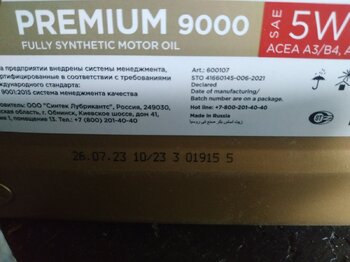 PREMIUM 9000
FULLY SYNTHETIC MOTOR OIL
SAE 5W
ACEA A3/B4, A
а предприятии внедрены системы менеджмента,
ртифицированные в соответствии с требованиями
ждународного стандарта:
9001:2015 система менеджмента качества
Art.: 600107
STO 41660145-006-2021
Declared
Date of manufacturing/
Batch number are on a package.
Hot line: +7-800-201-40-40
Made in Russia
овитель: ООО "Синтек Лубрикантс", Россия, 249030,
ская область, г. Обнинск, Киевское шоссе, дом 41,
ие 1, помещение 13. Тел.: +7 (800) 201-40-40
26.07.23 10/23 3 01915 5